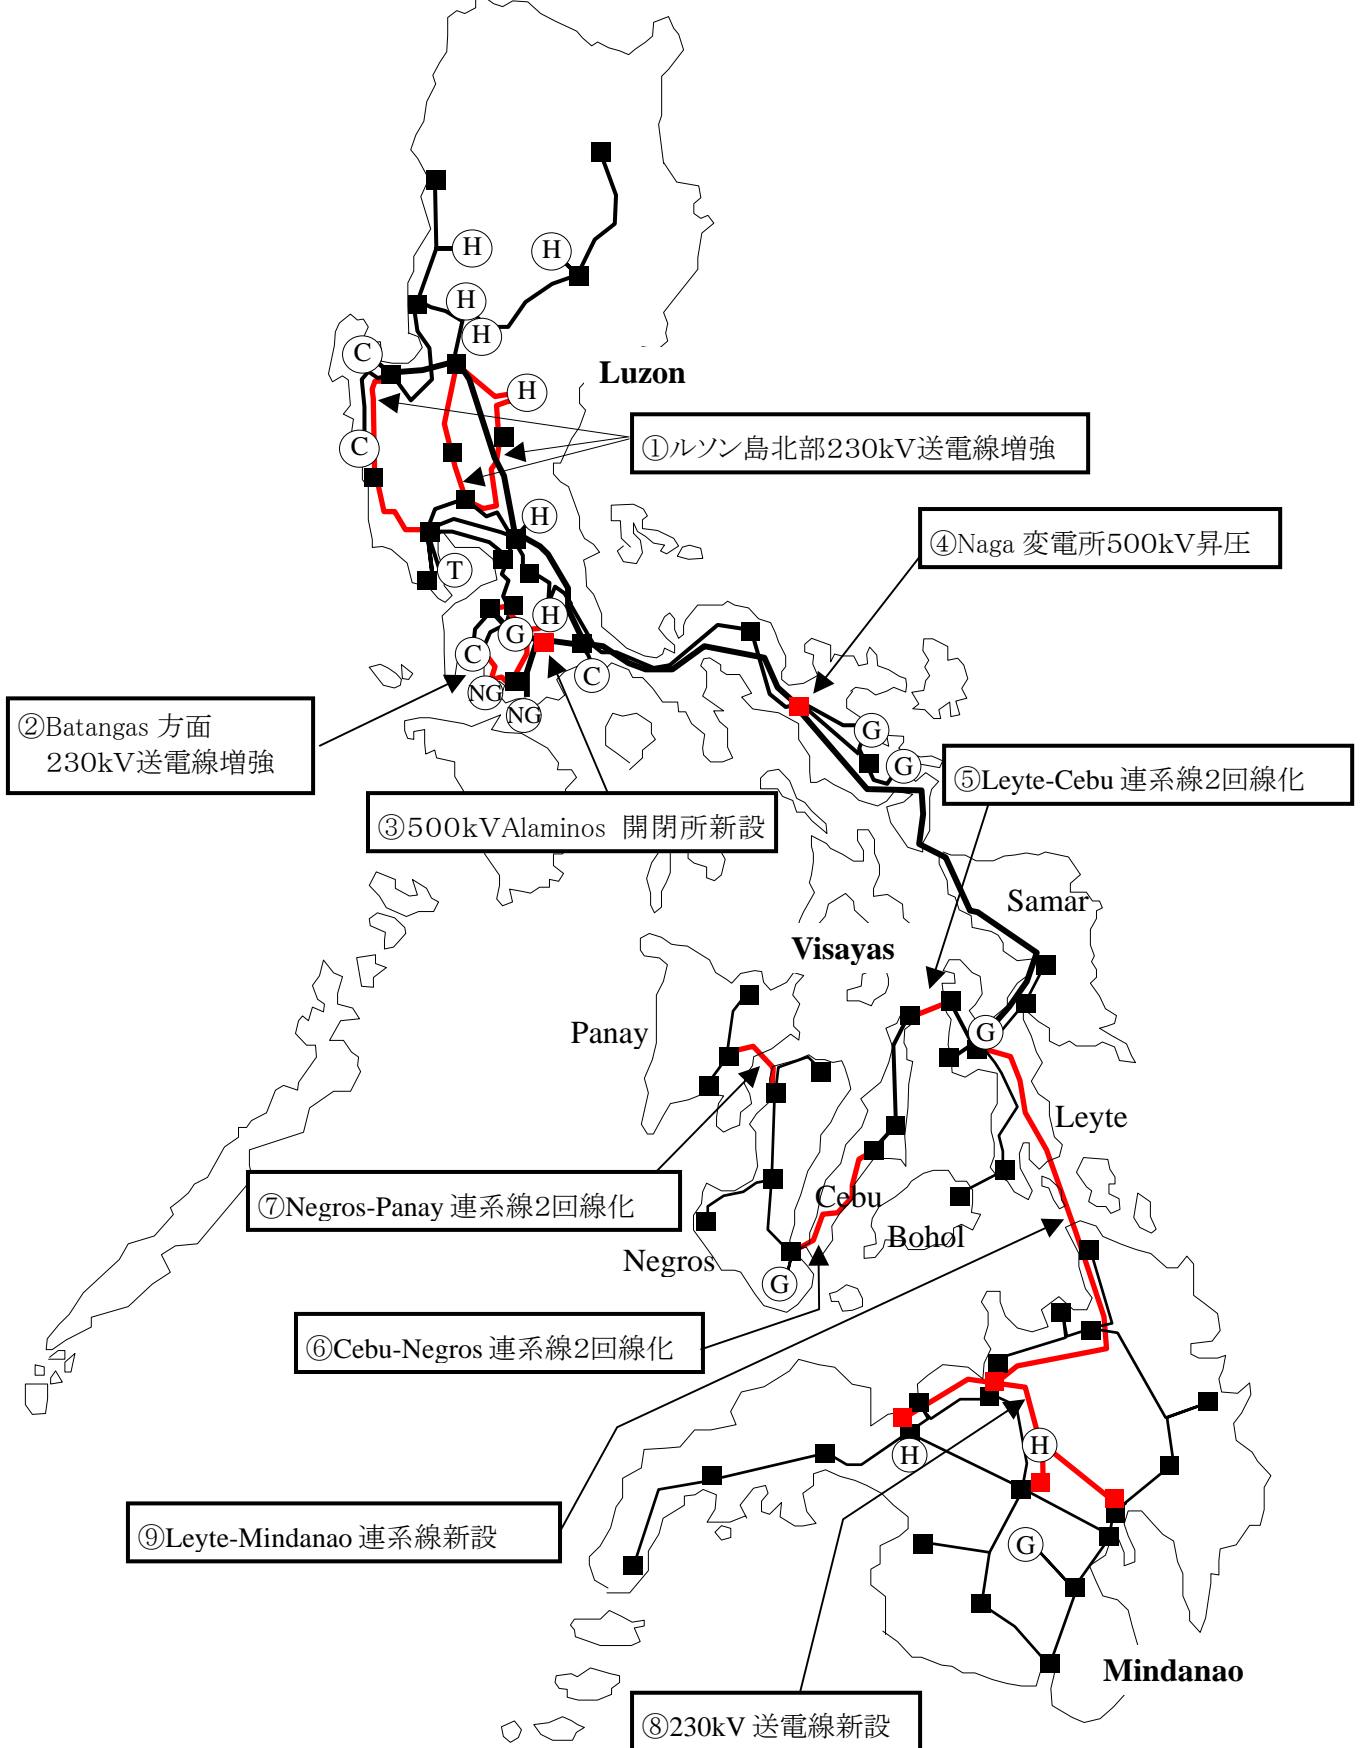 H
H
H
H
C
Luzon
H
①ルソン島北部230kV送電線増強
C
H
④Naga 変電所500kV昇圧
T
H
G
C
C
NG
NG
②Batangas 方面
230kV送電線増強
G
G
⑤Leyte-Cebu 連系線2回線化
③500kVAlaminos 開閉所新設
Samar
Visayas
Panay
G
Leyte
⑦Negros-Panay 連系線2回線化
Cebu
Bohol
Negros
G
⑥Cebu-Negros 連系線2回線化
H
H
⑨Leyte-Mindanao 連系線新設
G
Mindanao
⑧230kV 送電線新設